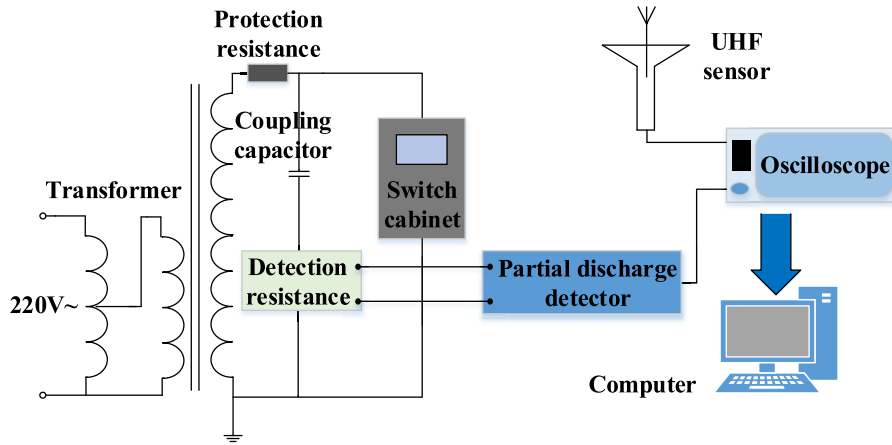 Protection
resistance
UHF
sensor
Coupling
capacitor
Oscilloscope
Transformer
Switch
cabinet
Detection
resistance
Partial discharge
detector
220V~
Computer